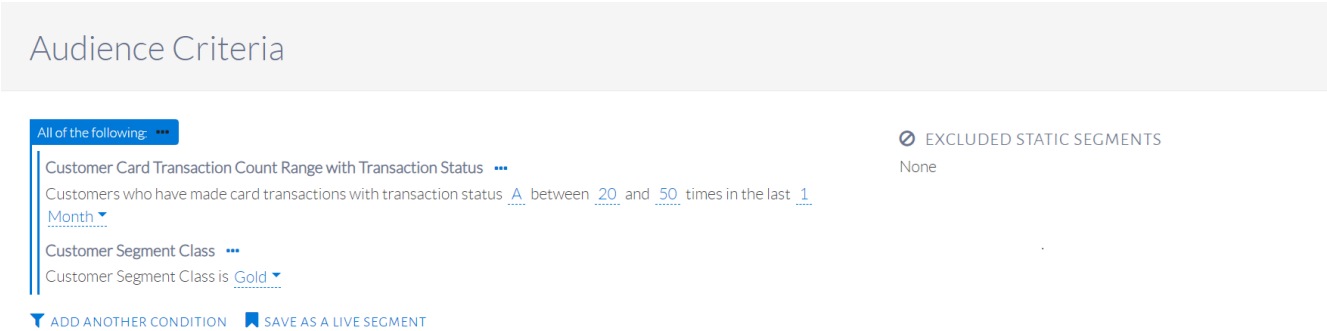 Audience Criteria
All of the following: •••
Customer Card Transaction Count Range with Transaction Status •••
Customers who have made card transactions with transaction status A between 20 and 50 times in the last 1
Month
Customer Segment Class •••
Customer Segment Class is Gold
ADD ANOTHER CONDITION SAVE AS A LIVE SEGMENT
EXCLUDED STATIC SEGMENTS
None